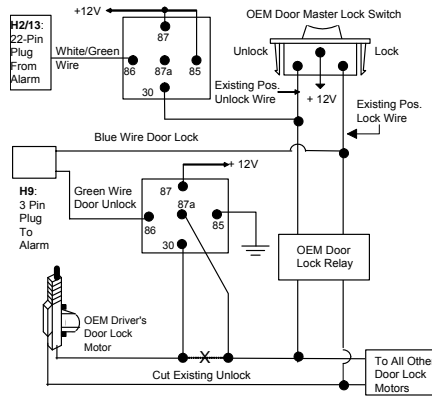 H2/13:
22-Pin
Plug
From
Alarm
+12V
White/Green
Wire
87
86
87a
85
30
OEM Door Master Lock Switch
Unlock
Lock
Existing Pos.
Unlock Wire
+ 12V
Existing Pos.
Lock Wire
Blue Wire Door Lock
H9:
3 Pin
Plug
To
Alarm
Green Wire
Door Unlock
+ 12V
87
87a
86
85
30
OEM Door
Lock Relay
OEM Driver's
Door Lock
Motor
X
Cut Existing Unlock
To All Other
Door Lock
Motors